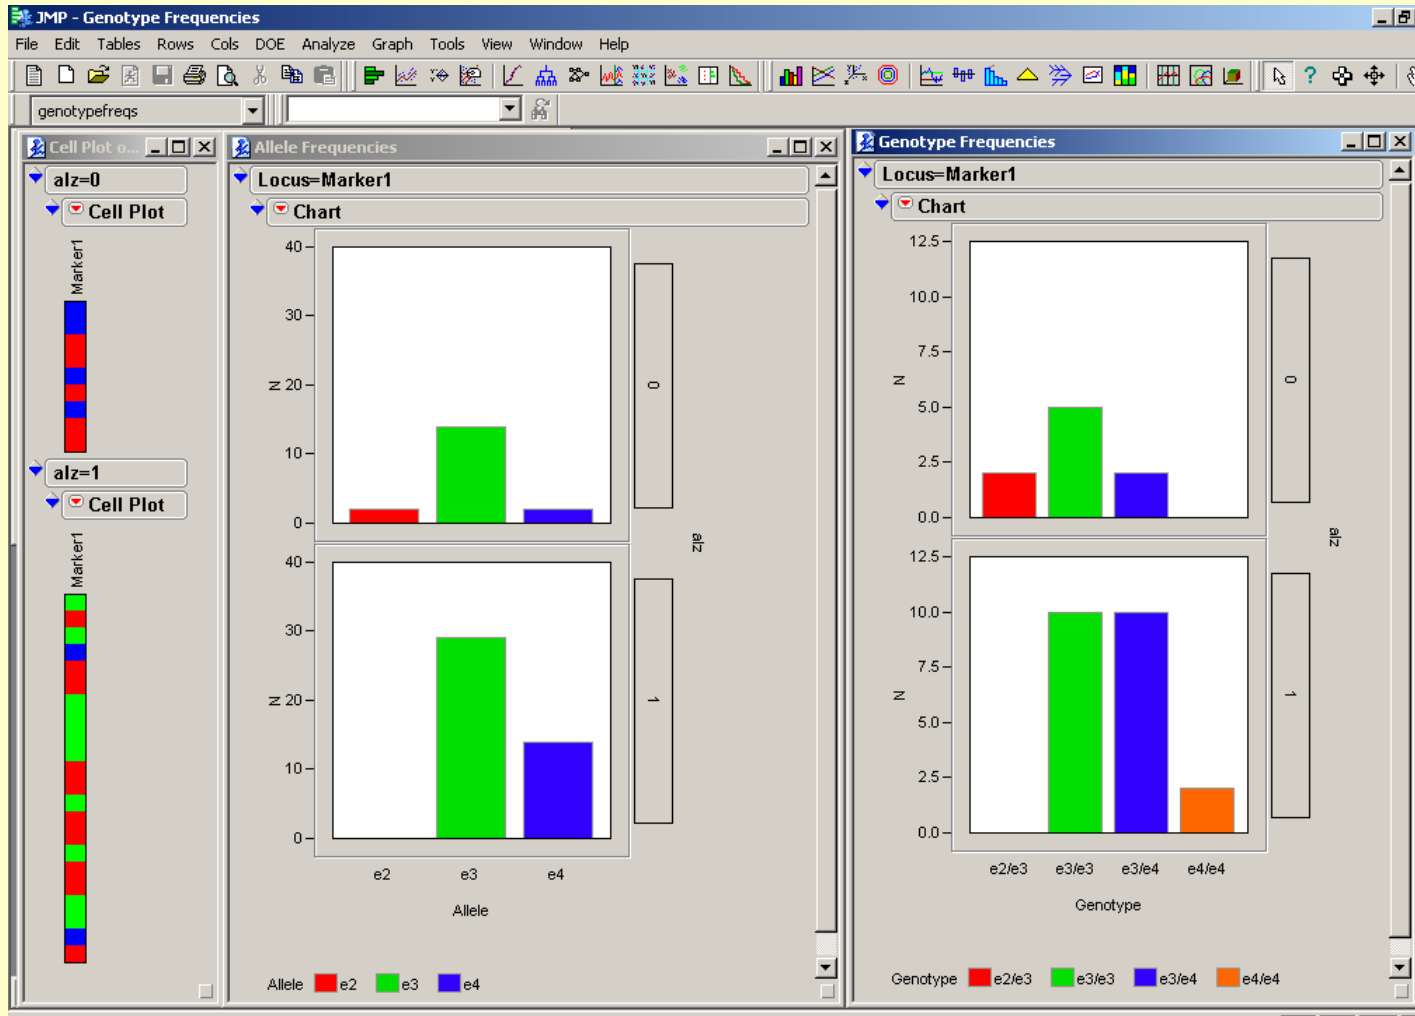 JMP - Genotype Frequencies
File Edit Tables Rows Cols DOE Analyze Graph Tools View Window Help
genotypefreqs
Cell Plot o...
alz=0
Cell Plot
Marker1
alz=1
Cell Plot
Marker1
Allele Frequencies
Locus=Marker1
Chart
40
30
N 20
10
0
0
40
30
N 20
10
0
1
alz
e2 e3 e4
Allele
Allele e2 e3 e4
Genotype Frequencies
Locus=Marker1
Chart
12.5
10.0
7.5
N
5.0
2.5
0.0
0
12.5
10.0
7.5
N
5.0
2.5
0.0
1
alz
e2/e3 e3/e3 e3/e4 e4/e4
Genotype
Genotype e2/e3 e3/e3 e3/e4 e4/e4